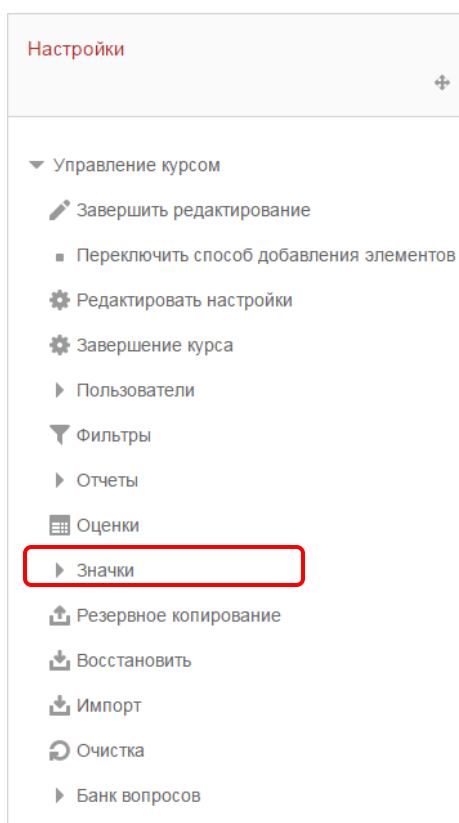 Настройки
Управление курсом
Завершить редактирование
Переключить способ добавления элементов
Редактировать настройки
Завершение курса
Пользователи
Фильтры
Отчеты
Оценки
Значки
Резервное копирование
Восстановить
Импорт
Очистка
Банк вопросов